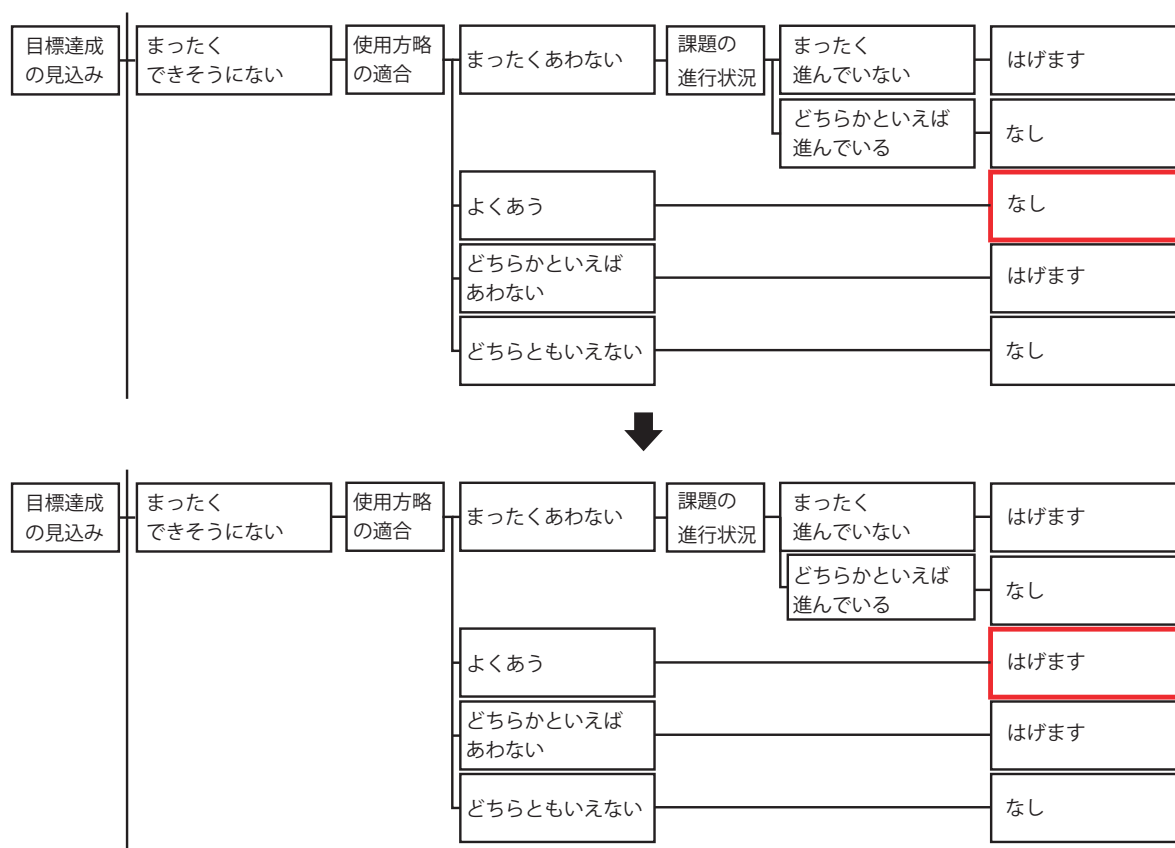 目標達成
の見込み
まったく
できそうにない
使用方略
の適合
まったくあわない
課題の
進行状況
まったく
進んでいない
はげます
どちらかといえば
進んでいる
なし
よくあう
なし
どちらかといえば
あわない
はげます
どちらともいえない
なし
目標達成
の見込み
まったく
できそうにない
使用方略
の適合
まったくあわない
課題の
進行状況
まったく
進んでいない
はげます
どちらかといえば
進んでいる
なし
よくあう
はげます
どちらかといえば
あわない
はげます
どちらともいえない
なし